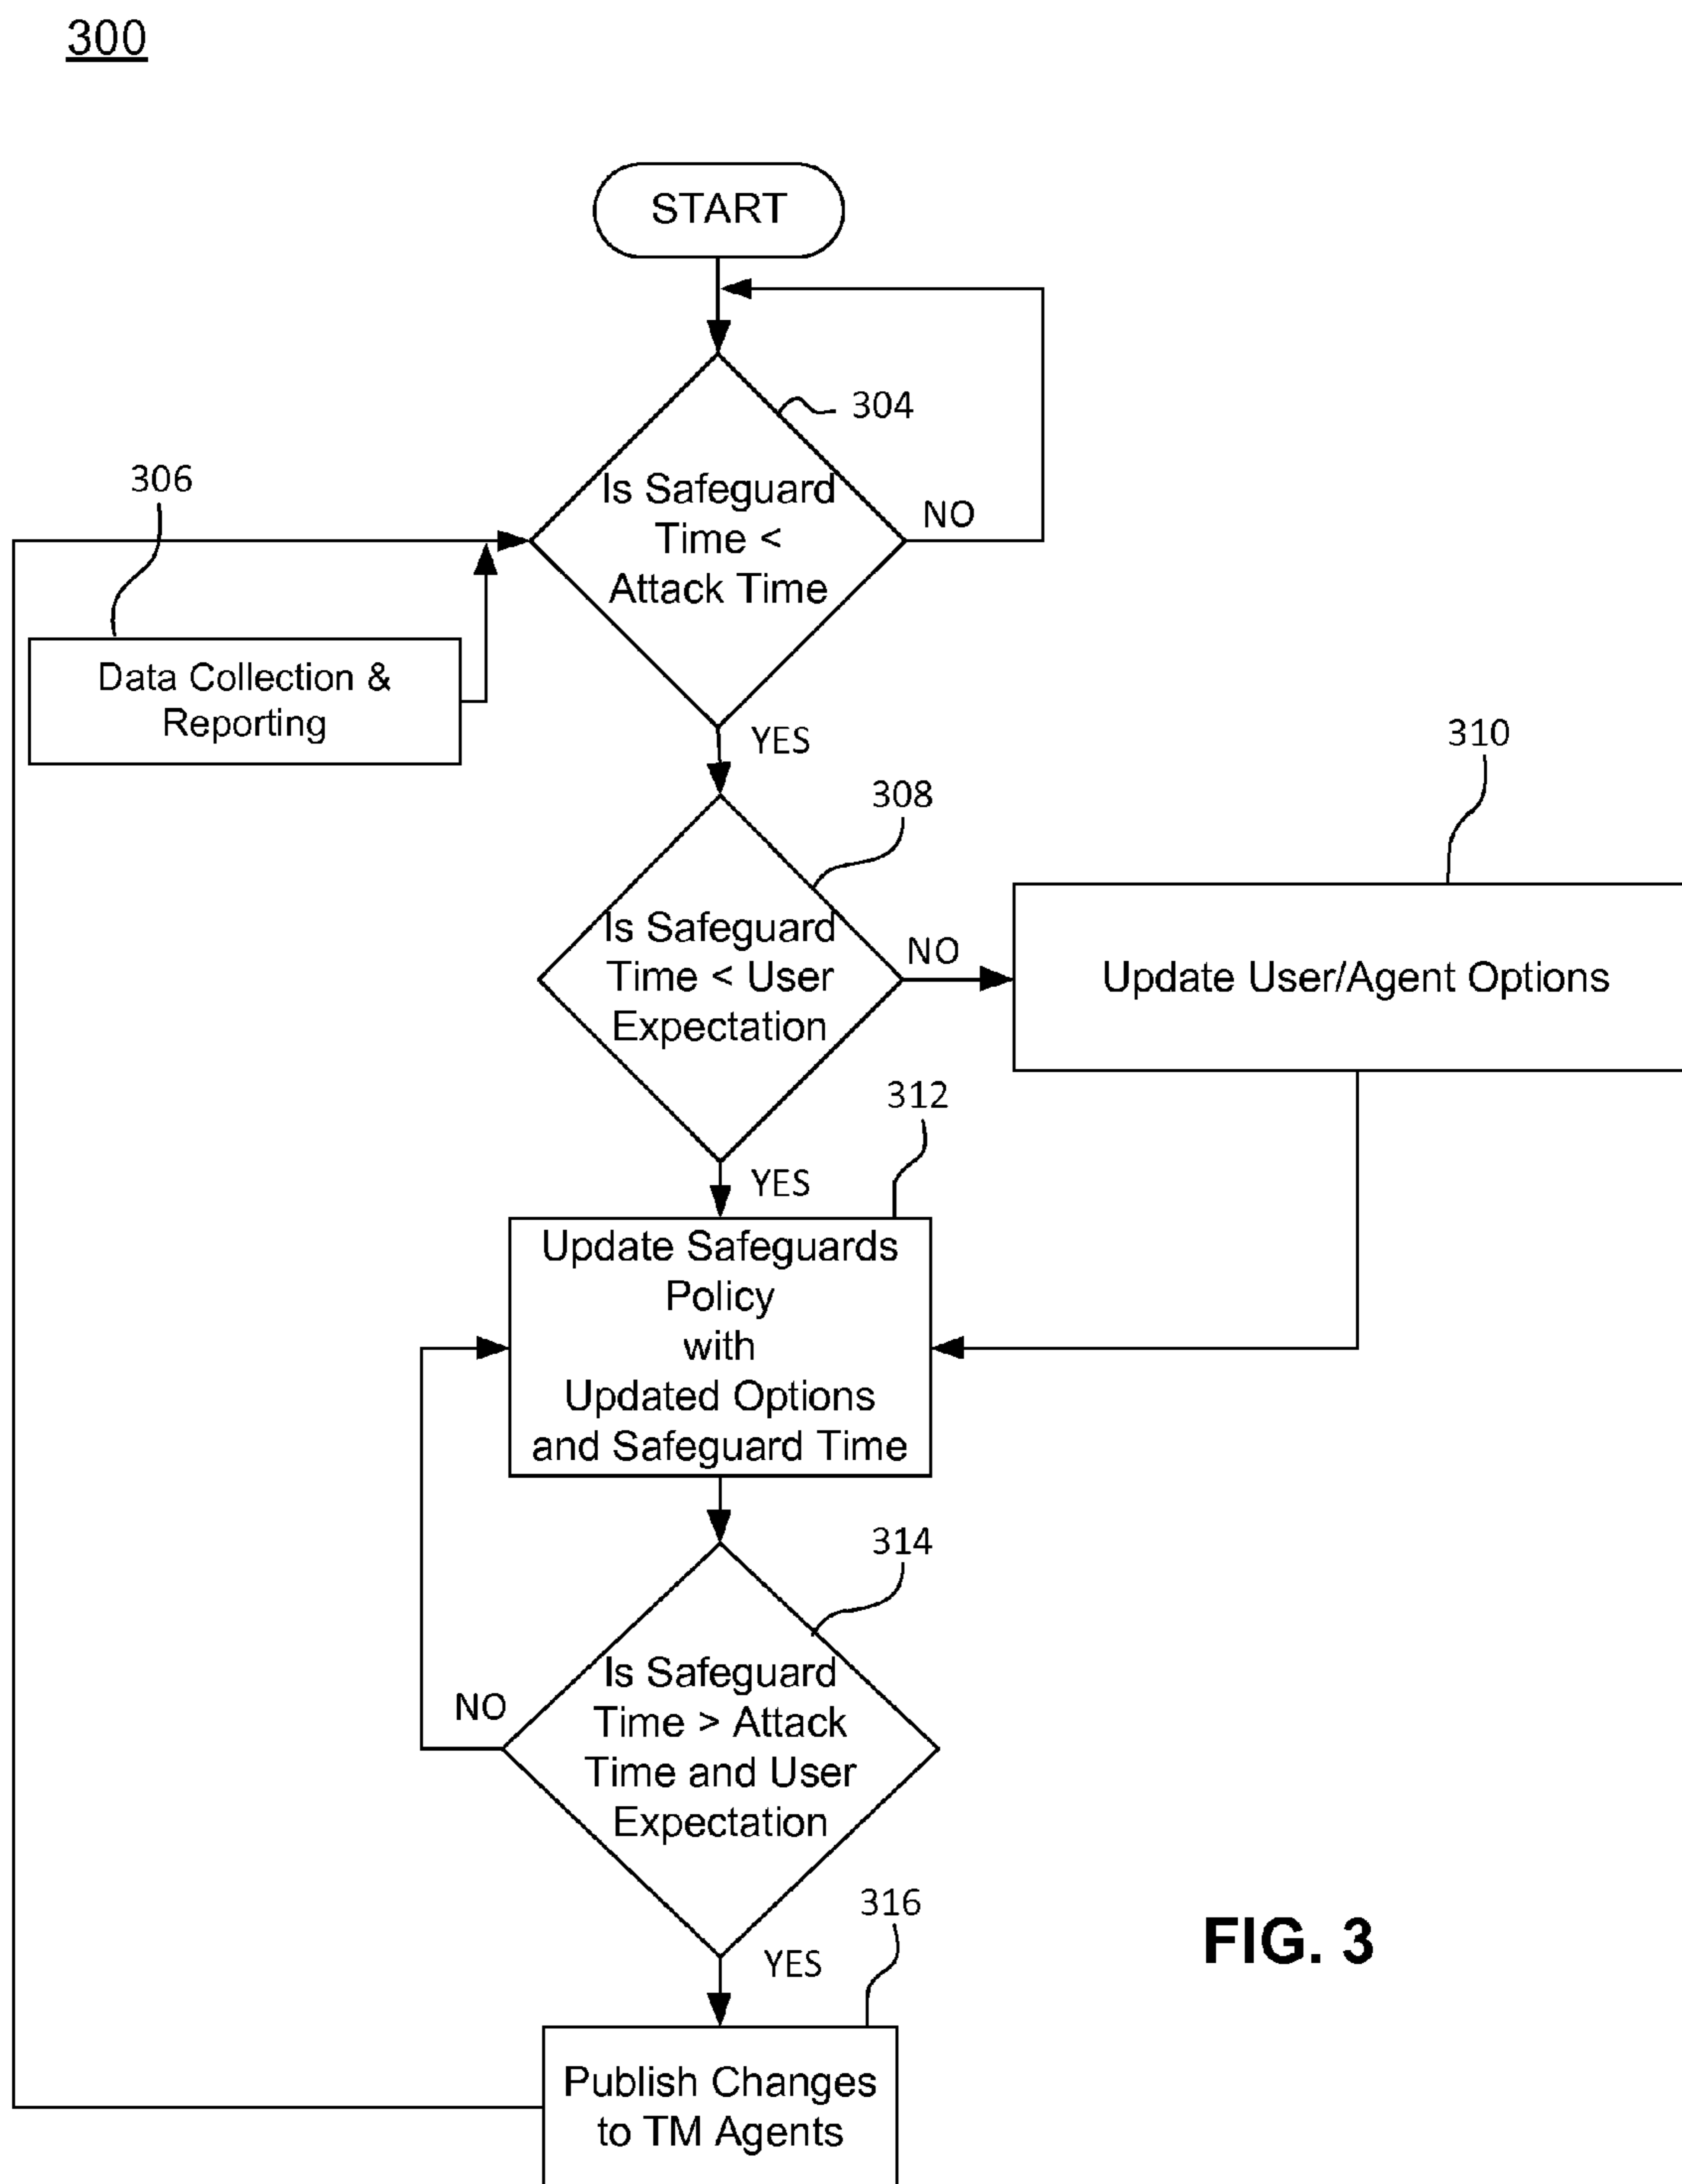 300
START
304
Is Safeguard
Time <
Attack Time
NO
306
Data Collection &
Reporting
YES
308
310
Is Safeguard
Time < User
Expectation
NO
Update User/Agent Options
312
YES
Update Safeguards
Policy
with
Updated Options
and Safeguard Time
314
Is Safeguard
Time > Attack
Time and User
Expectation
NO
316
YES
FIG. 3
Publish Changes
to TM Agents